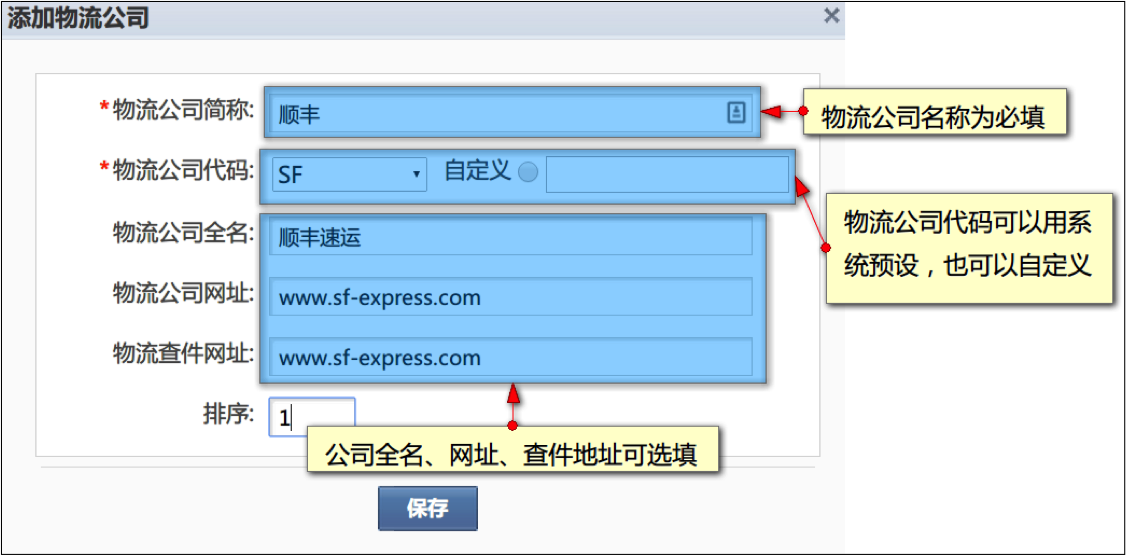 添加物流公司
*物流公司简称: 顺丰
物流公司名称为必填
*物流公司代码: SF 自定义
物流公司代码可以用系
统预设，也可以自定义
物流公司全名: 顺丰速运
物流公司网址: www.sf-express.com
物流查件网址: www.sf-express.com
排序: 1
公司全名、网址、查件地址可选填
保存